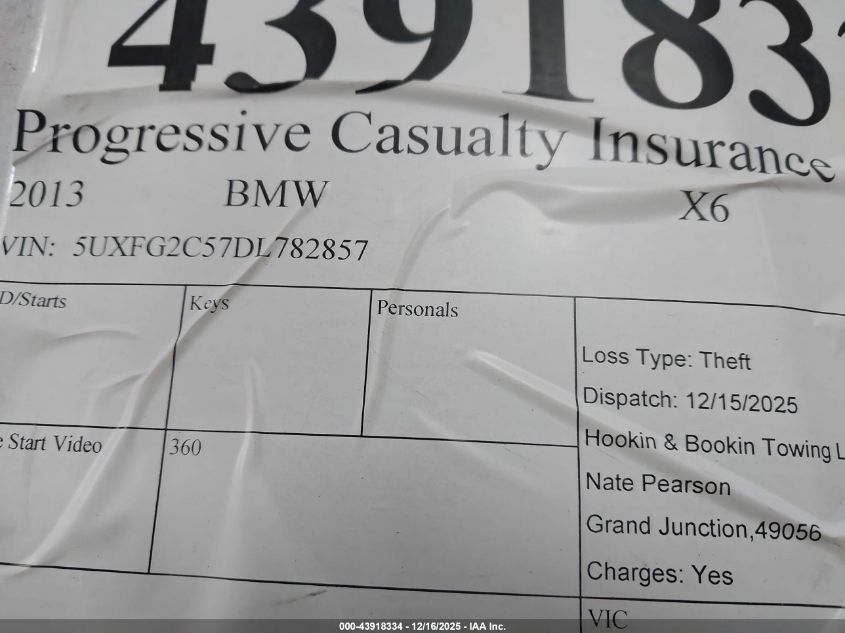 439183
Progressive Casualty Insurance
2013 BMW X6
VIN: 5UXFG2C57DL782857
D/Starts Keys Personals
Loss Type: Theft
Dispatch: 12/15/2025
Start Video 360 Hookin & Bookin Towing L
Nate Pearson
Grand Junction,49056
Charges: Yes
VIC
000-43918334 - 12/16/2025 - IAA Inc.